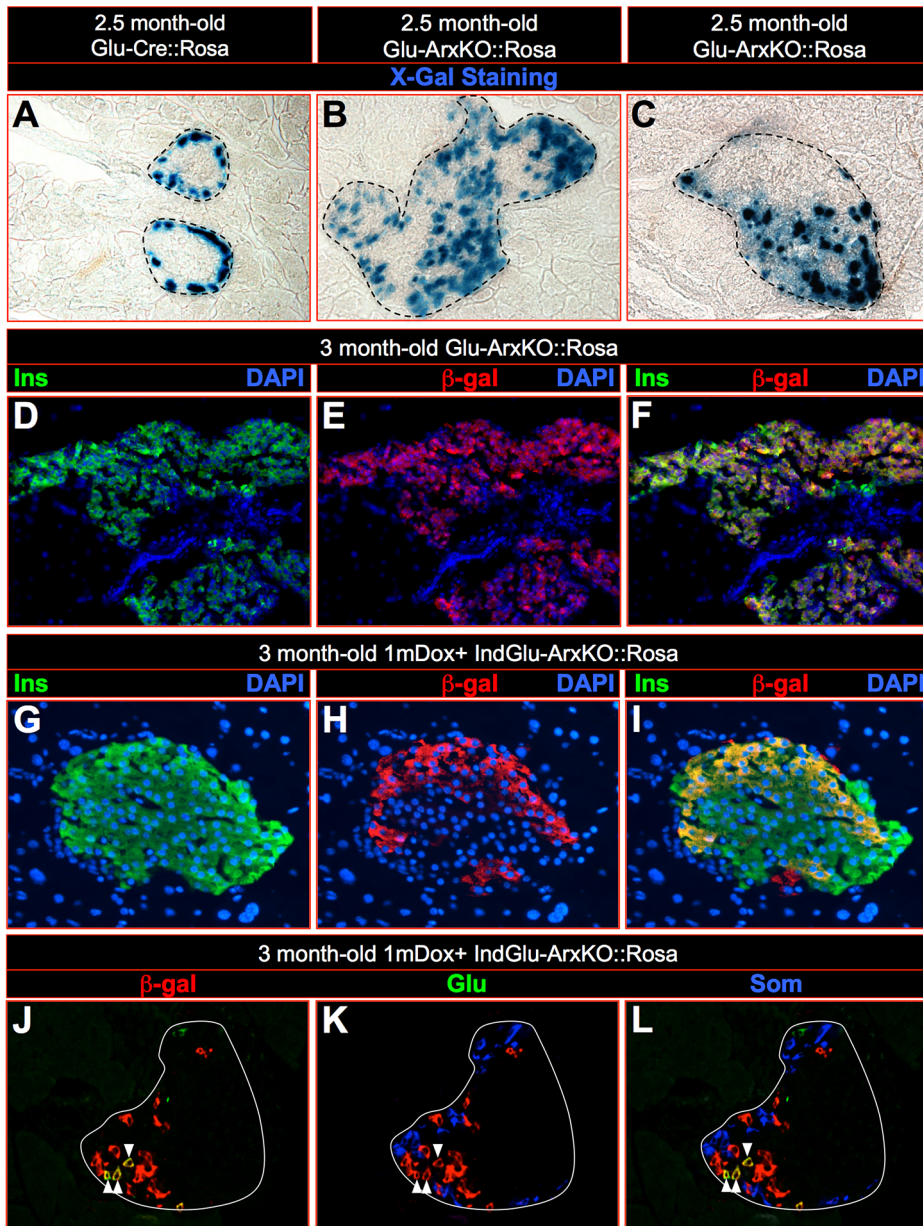 2.5 month-old
Glu-Cre::Rosa
2.5 month-old
Glu-ArxKO::Rosa
2.5 month-old
Glu-ArxKO::Rosa
X-Gal Staining
A
B
C
3 month-old Glu-ArxKO::Rosa
Ins DAPI
β-gal DAPI
Ins β-gal DAPI
D
E
F
3 month-old 1mDox+ IndGlu-ArxKO::Rosa
Ins DAPI
β-gal DAPI
Ins β-gal DAPI
G
H
I
3 month-old 1mDox+ IndGlu-ArxKO::Rosa
β-gal Glu Som
J
K
L